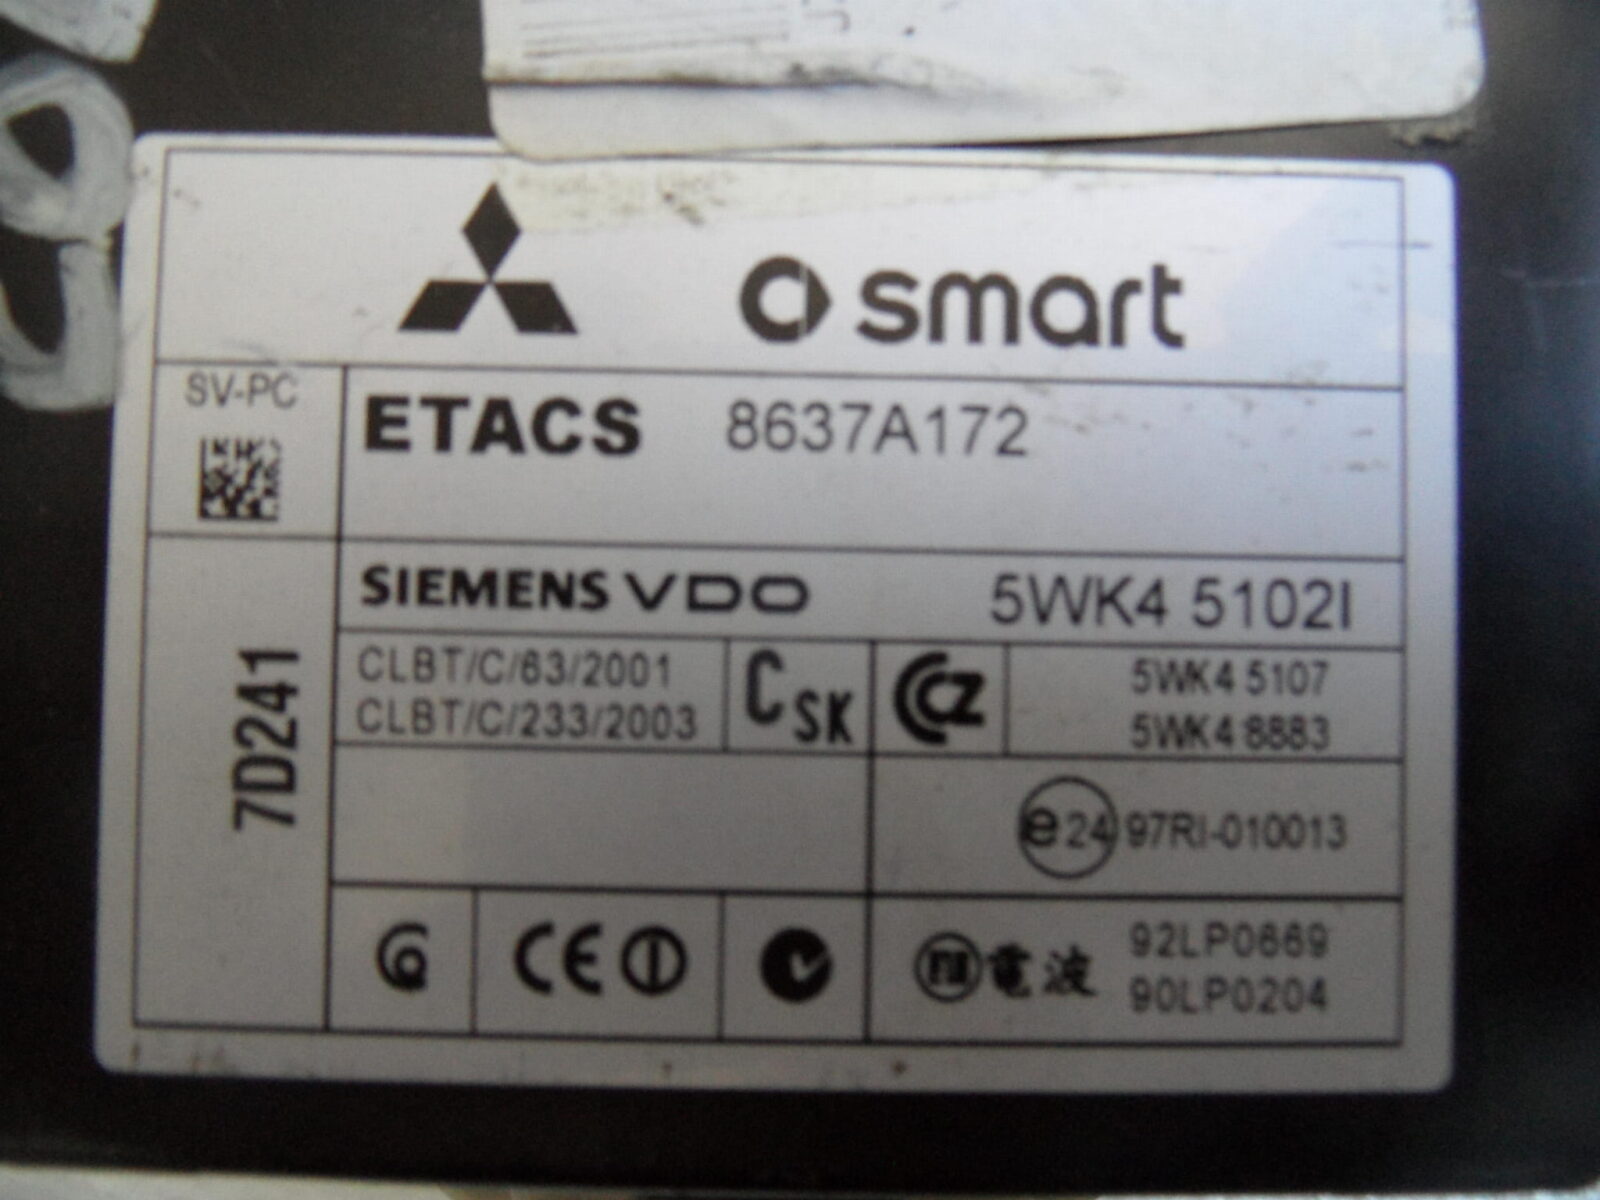 smart
SV-PC
ETACS 8637A172
SIEMENS VDO 5WK4 5102I
7D241
CLBT/C/63/2001
CLBT/C/233/2003
CSK
5WK4 5107
5WK4 8883
e24 97RI-010013
CE
電波
92LP0669
90LP0204